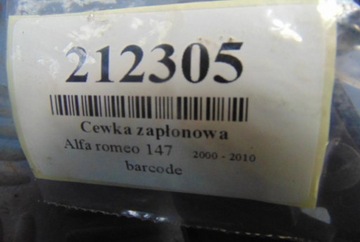 212305
Cewka zapłonowa
Alfa romeo 147 2000 - 2010
barcode